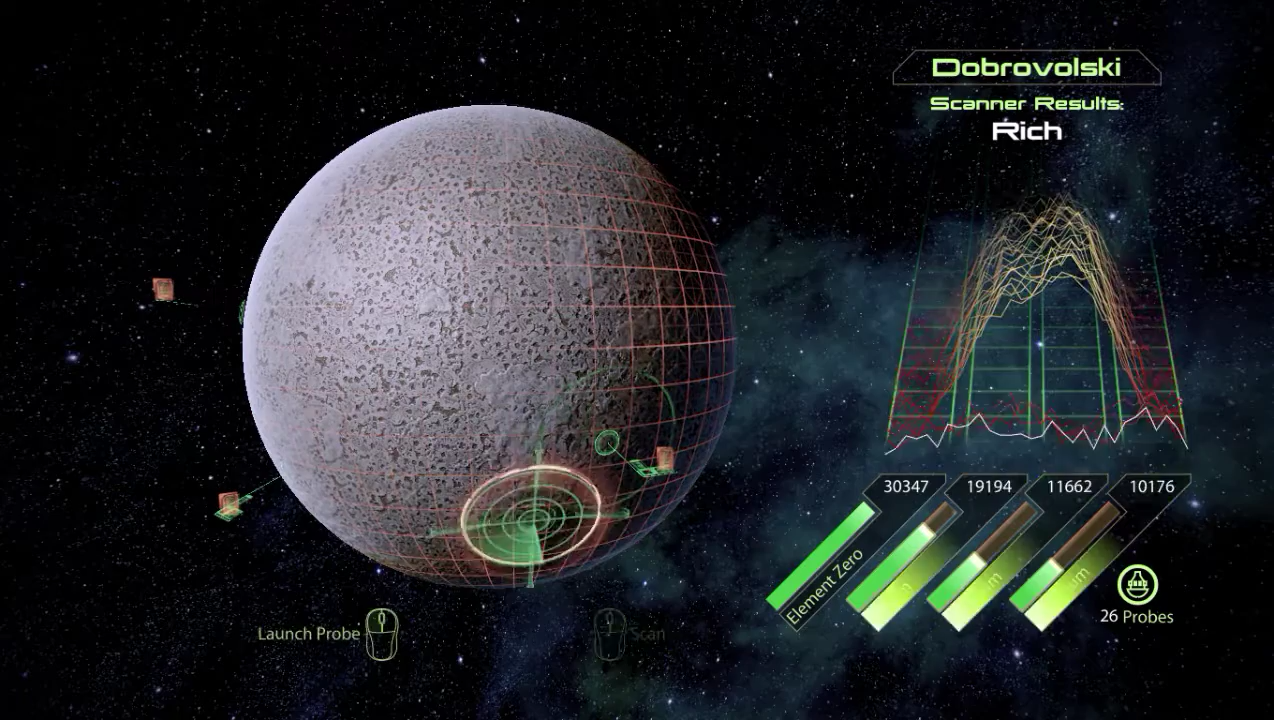 Dobrovolski
Scanner Results:
Rich
30347
19194
11662
10176
Element Zero
26 Probes
Launch Probe
Scan